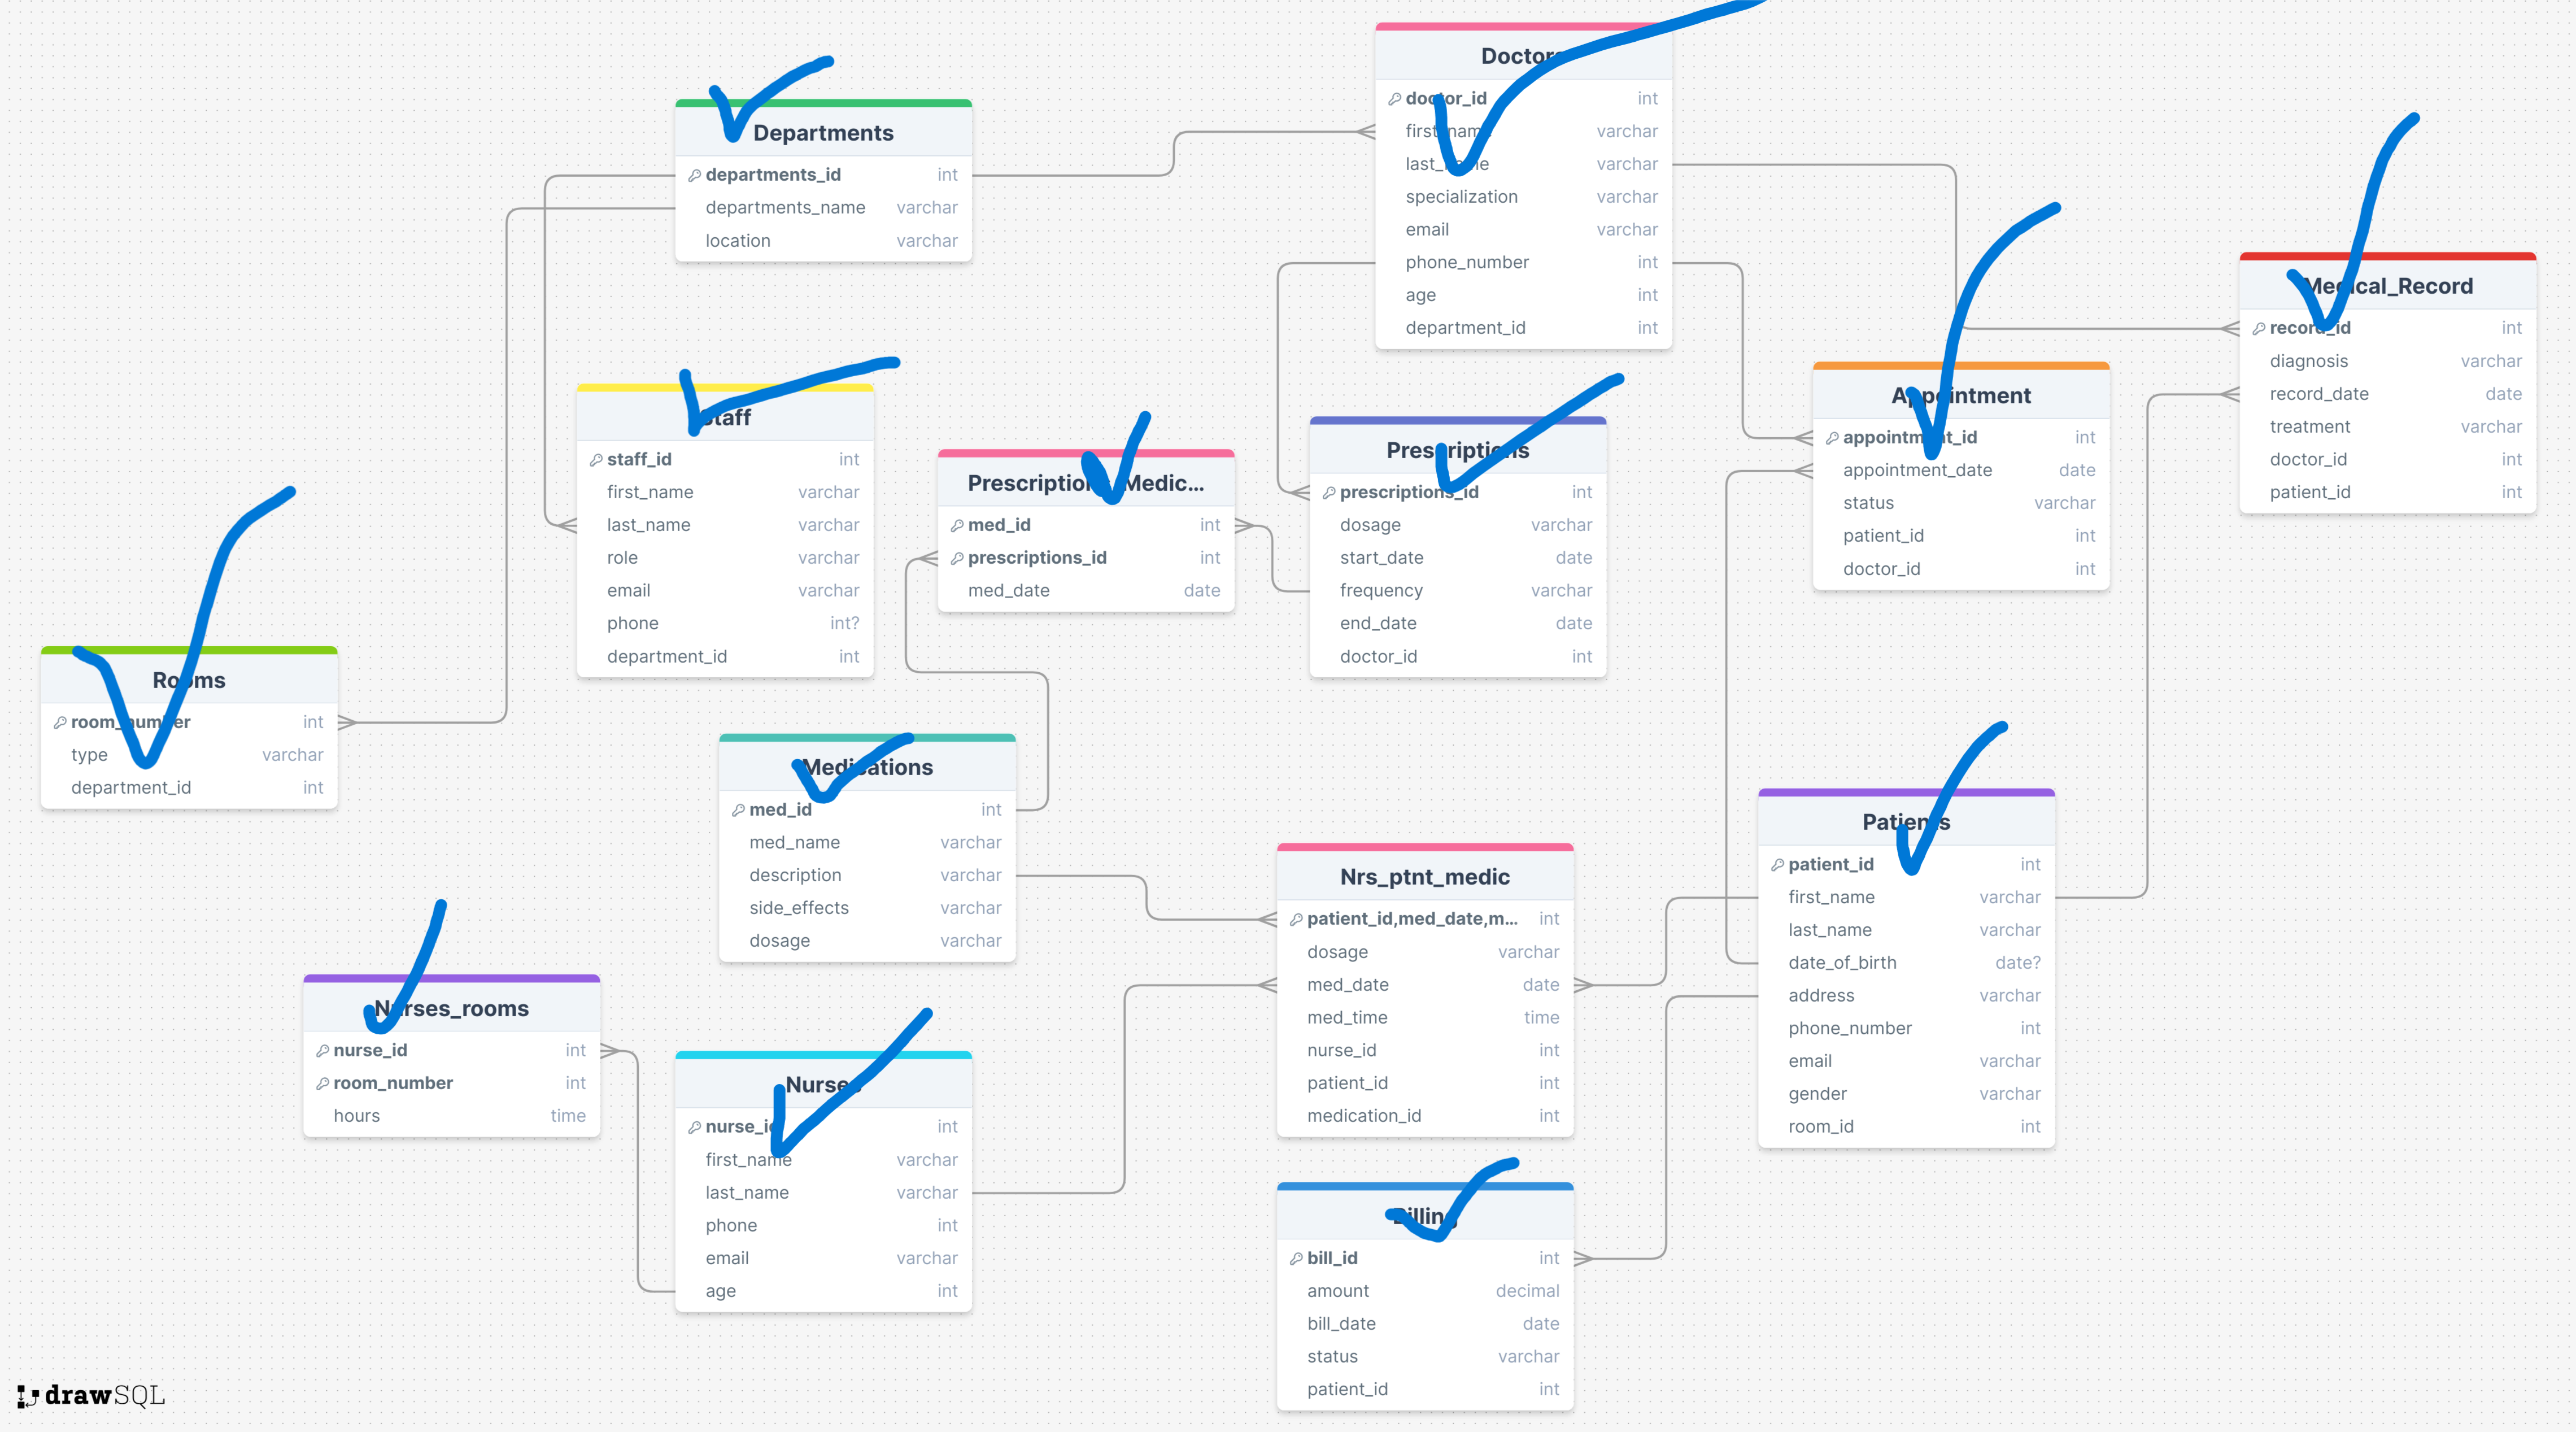 Departments
departments_id int
departments_name varchar
location varchar
Doctors
doctor_id int
first_name varchar
last_name varchar
specialization varchar
email varchar
phone_number int
age int
department_id int
Medical_Record
record_id int
diagnosis varchar
record_date date
treatment varchar
doctor_id int
patient_id int
Staff
staff_id int
first_name varchar
last_name varchar
role varchar
email varchar
phone int?
department_id int
Medic...
med_id int
prescriptions_id int
med_date date
Prescriptions
prescriptions_id int
dosage varchar
start_date date
frequency varchar
end_date date
doctor_id int
Appointment
appointment_id int
appointment_date date
status varchar
patient_id int
doctor_id int
Rooms
room_number int
type varchar
department_id int
Medications
med_id int
med_name varchar
description varchar
side_effects varchar
dosage varchar
Nrs_ptnt_medic
patient_id,med_date,m... int
dosage varchar
med_date date
med_time time
nurse_id int
patient_id int
medication_id int
Patients
patient_id int
first_name varchar
last_name varchar
date_of_birth date?
address varchar
phone_number int
email varchar
gender varchar
room_id int
Nurses_rooms
nurse_id int
room_number int
hours time
Nurses
nurse_id int
first_name varchar
last_name varchar
phone int
email varchar
age int
Billing
bill_id int
amount decimal
bill_date date
status varchar
patient_id int
drawSQL